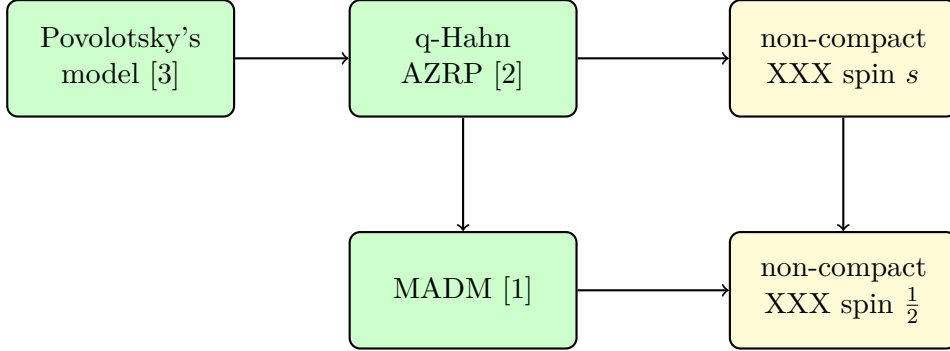 Povolotsky's
model [3]
q-Hahn
AZRP [2]
non-compact
XXX spin s
MADM [1]
non-compact
XXX spin 1/2